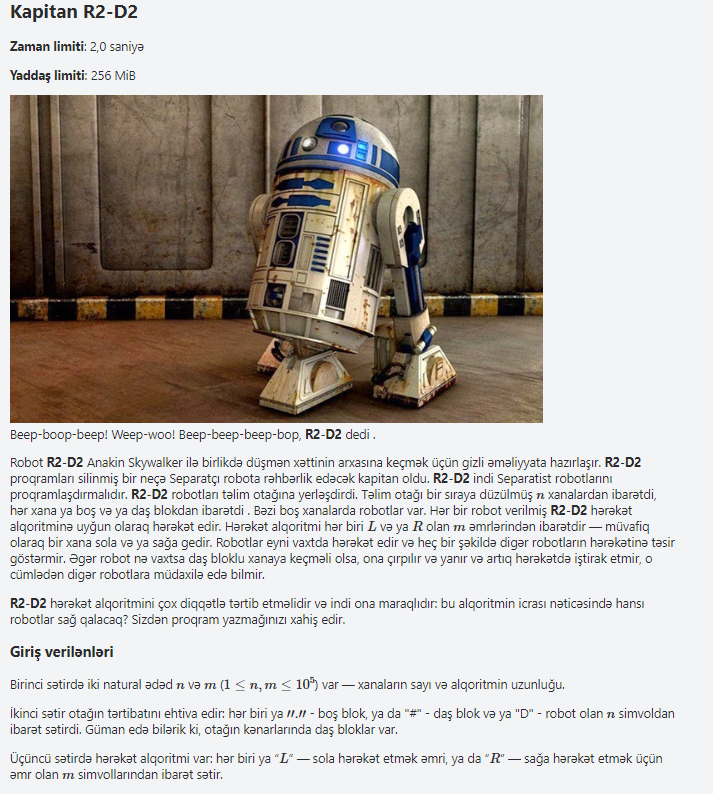 Kapitan R2-D2
Zaman limiti: 2,0 saniyə
Yaddaş limiti: 256 MiB
Beep-boop-beep! Weep-woo! Beep-beep-beep-bop, R2-D2 dedi .
Robot R2-D2 Anakin Skywalker ilə birlikdə düşmən xəttinin arxasına keçmək üçün gizli əməliyyata hazırlaşır. R2-D2
proqramları silinmiş bir neçə Separatçı robota rəhbərlik edəcək kapitan oldu. R2-D2 indi Separatist robotlarını
proqramlaşdırmalıdır. R2-D2 robotları təlim otağına yerləşdirdi. Təlim otağı bir sıraya düzülmüş n xanalardan ibarətdi,
hər xana ya boş və ya daş blokdan ibarətdi . Bəzi boş xanalarda robotlar var. Hər bir robot verilmiş R2-D2 hərəkət
alqoritminə uyğun olaraq hərəkət edir. Hərəkət alqoritmi hər biri L və ya R olan m əmrlərindən ibarətdir — müvafiq
olaraq bir xana sola və ya sağa gedir. Robotlar eyni vaxtda hərəkət edir və heç bir şəkildə digər robotların hərəkətinə təsir
göstərmir. Əgər robot nə vaxtsa daş bloklu xanaya keçməli olsa, ona çırpılır və yanır və artıq hərəkətdə iştirak etmir, o
cümlədən digər robotlara müdaxilə edə bilmir.
R2-D2 hərəkət alqoritmini çox diqqətlə tərtib etməlidir və indi ona maraqlıdır: bu alqoritmin icrası nəticəsində hansı
robotlar sağ qalacaq? Sizdən proqram yazmağınızı xahiş edir.
Giriş verilənləri
Birinci sətirdə iki natural ədəd n və m (1 ≤ n, m ≤ 10⁵) var — xanaların sayı və alqoritmin uzunluğu.
İkinci sətir otağın tərtibatını ehtiva edir: hər biri ya "." - boş blok, ya da "#" - daş blok və ya "D" - robot olan n simvoldan
ibarət sətirdi. Güman edə bilərik ki, otağın kənarlarında daş bloklar var.
Üçüncü sətirdə hərəkət alqoritmi var: hər biri ya "L" — sola hərəkət etmək əmri, ya da "R" — sağa hərəkət etmək üçün
əmr olan m simvollarından ibarət sətir.